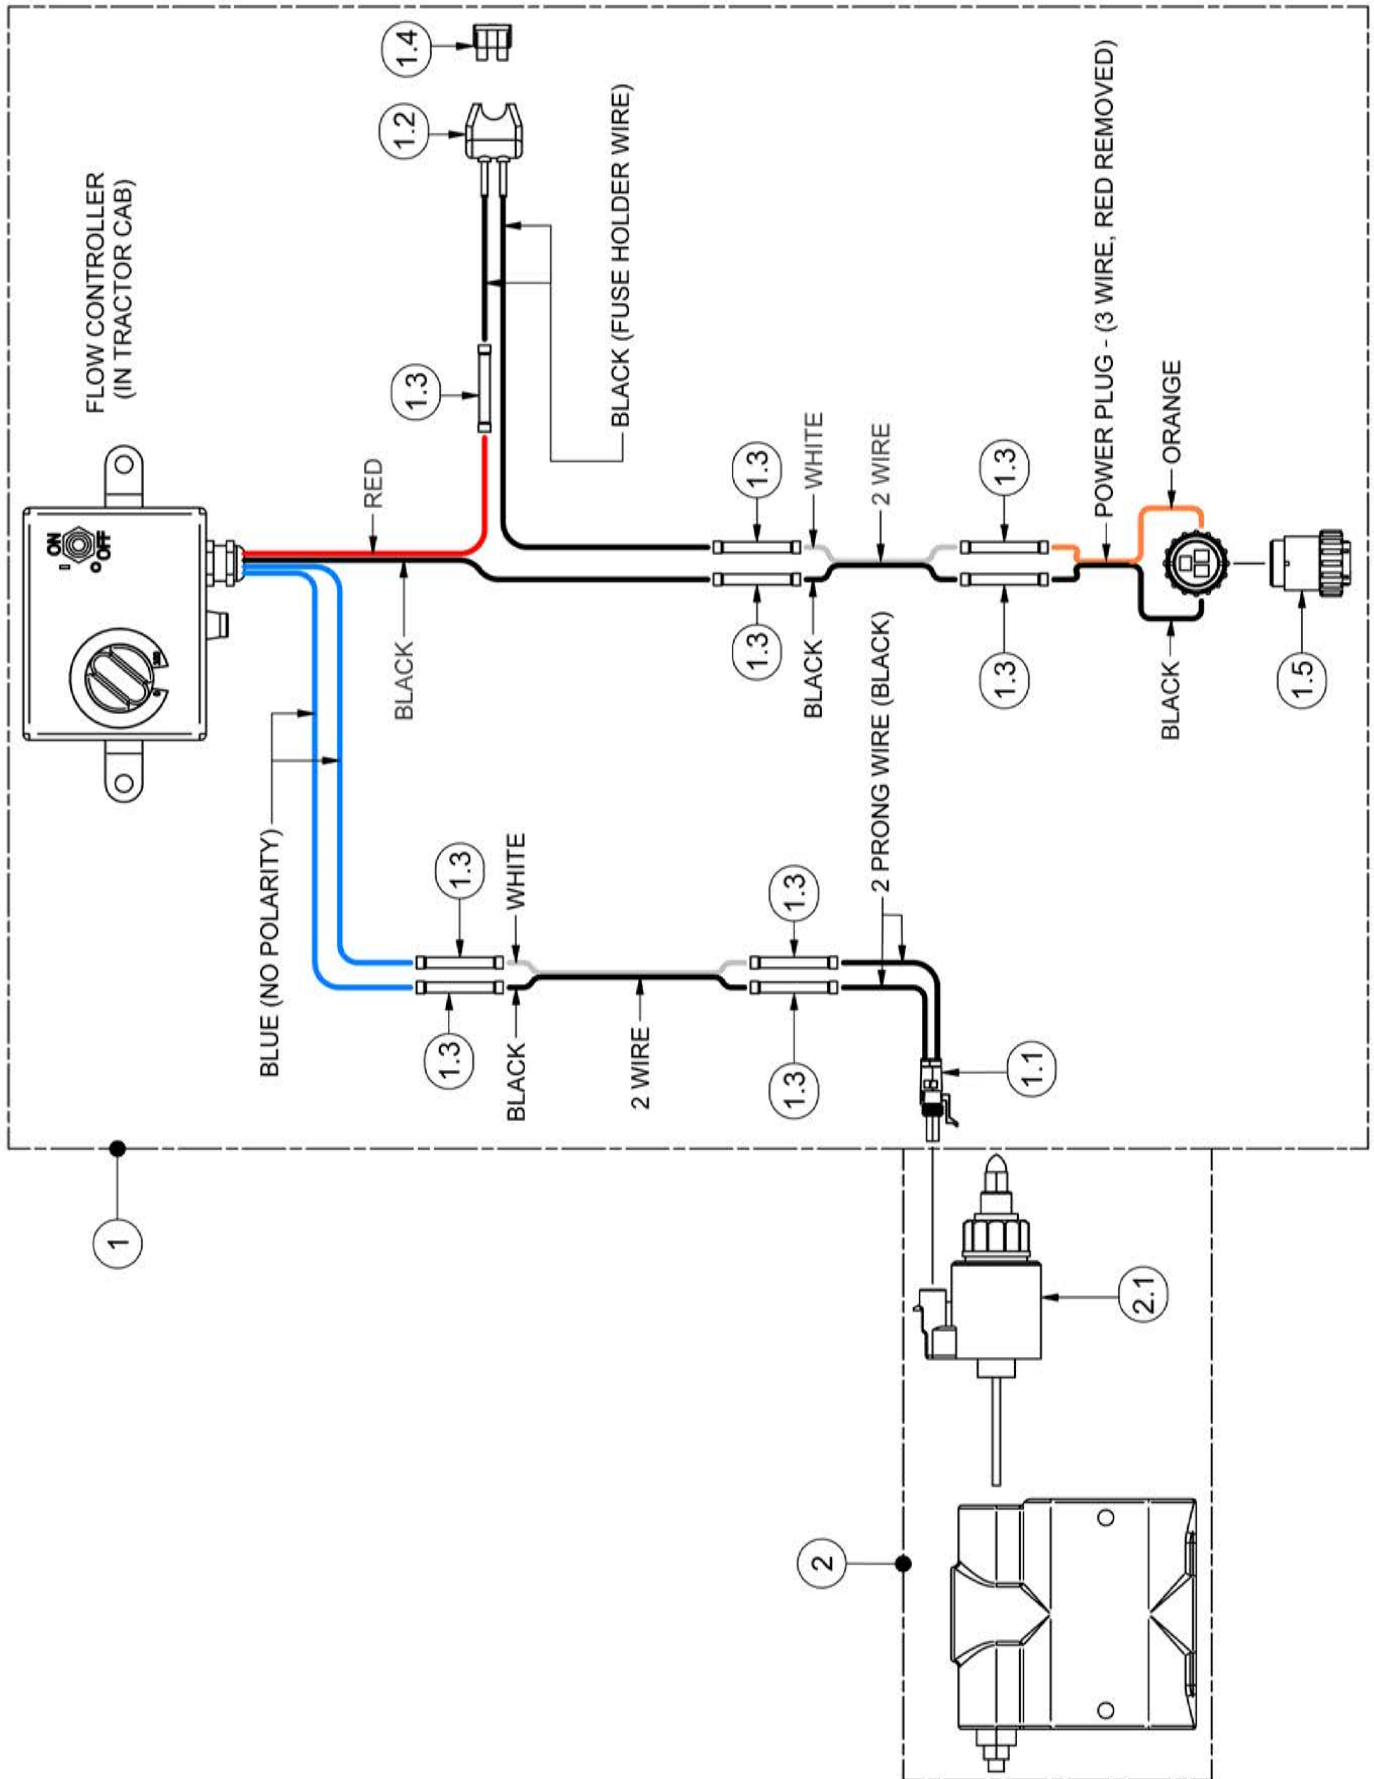 FLOW CONTROLLER
(IN TRACTOR CAB)
ON
I
O
OFF
0
100
1.4
1.2
RED
BLACK
1.3
BLACK (FUSE HOLDER WIRE)
BLUE (NO POLARITY)
1.3
1.3
WHITE
BLACK
2 WIRE
1.3
1.3
2 PRONG WIRE (BLACK)
1.1
1.3
1.3
WHITE
BLACK
2 WIRE
1.3
1.3
POWER PLUG - (3 WIRE, RED REMOVED)
ORANGE
BLACK
1.5
1
2
2.1